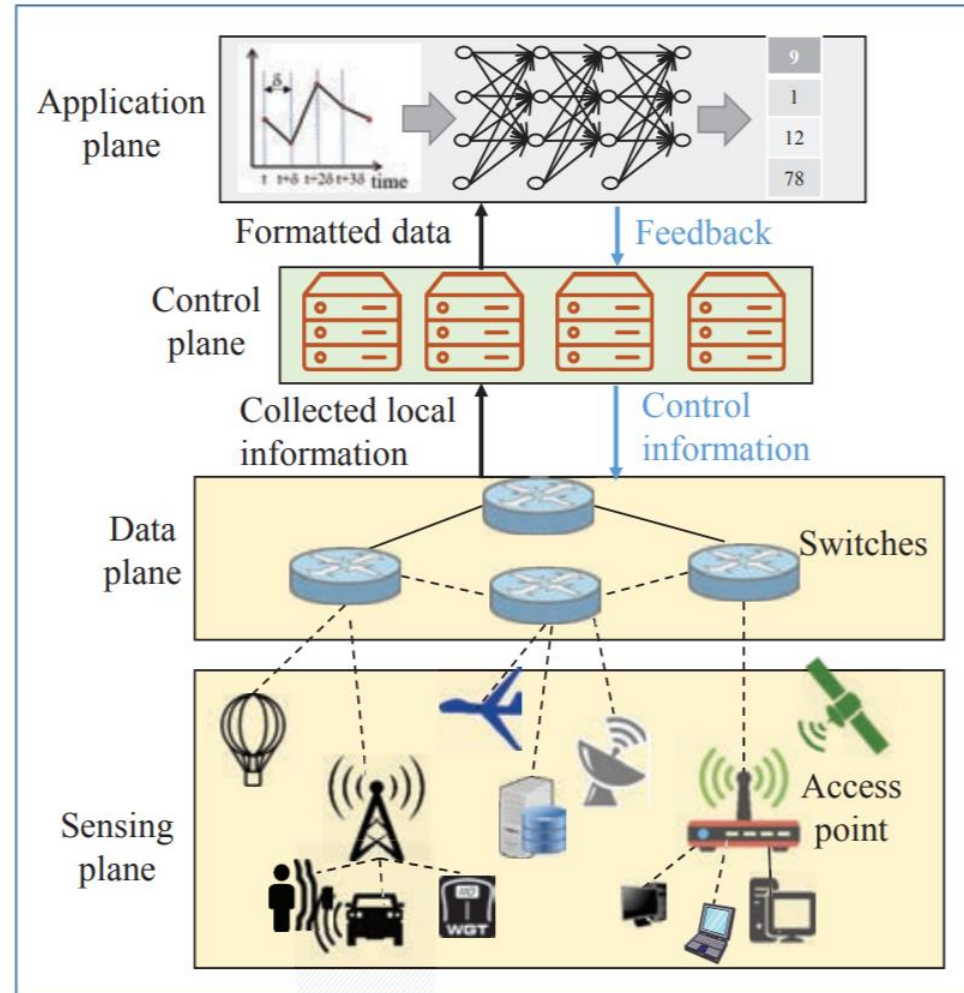 Application
plane
δ
t t+δ t+2δ t+3δ time
9
1
12
78
Formatted data
Feedback
Control
plane
Collected local
information
Control
information
Data
plane
Switches
Sensing
plane
Access
point
WGT